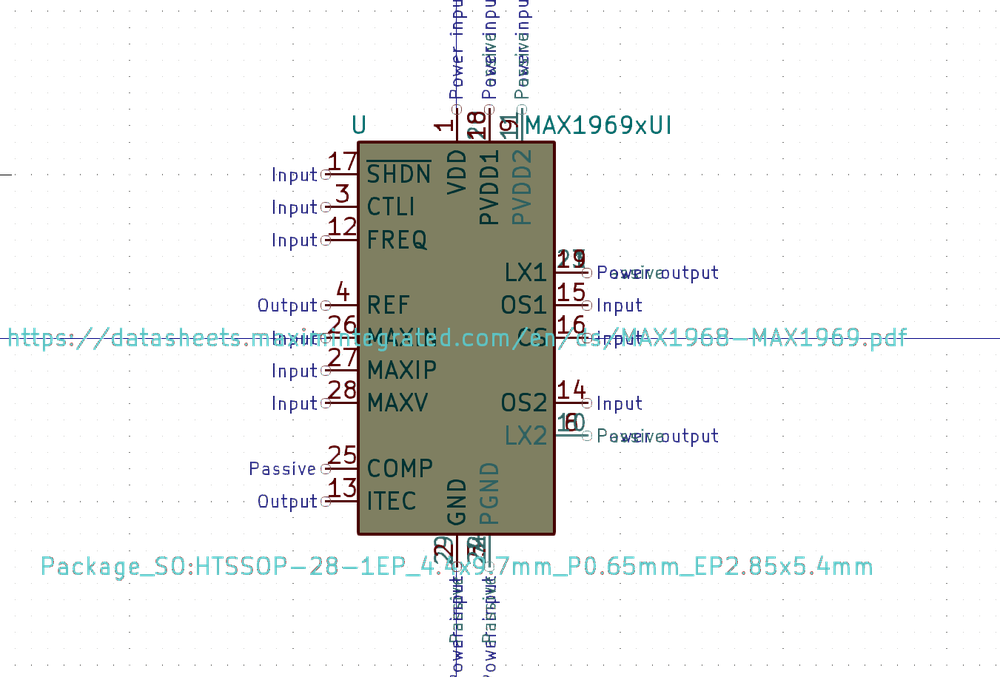 Power input
Power input
Power input
U
1
9
MAX1969xUI
17
SHDN
Input
3
CTLI
Input
12
FREQ
Input
VDD
PVDD1
PVDD2
LX1
19
Power output
4
REF
Output
OS1
15
Input
26
MAXIN
Input
CS
16
Input
https://datasheets.maximintegrated.com/en/ds/MAX1968-MAX1969.pdf
27
MAXIP
Input
28
MAXV
Input
OS2
14
Input
LX2
10
Power output
25
COMP
Passive
13
ITEC
Output
GND
PGND
Package_SO:HTSSOP-28-1EP_4.4x9.7mm_P0.65mm_EP2.85x5.4mm
Power input
Power input